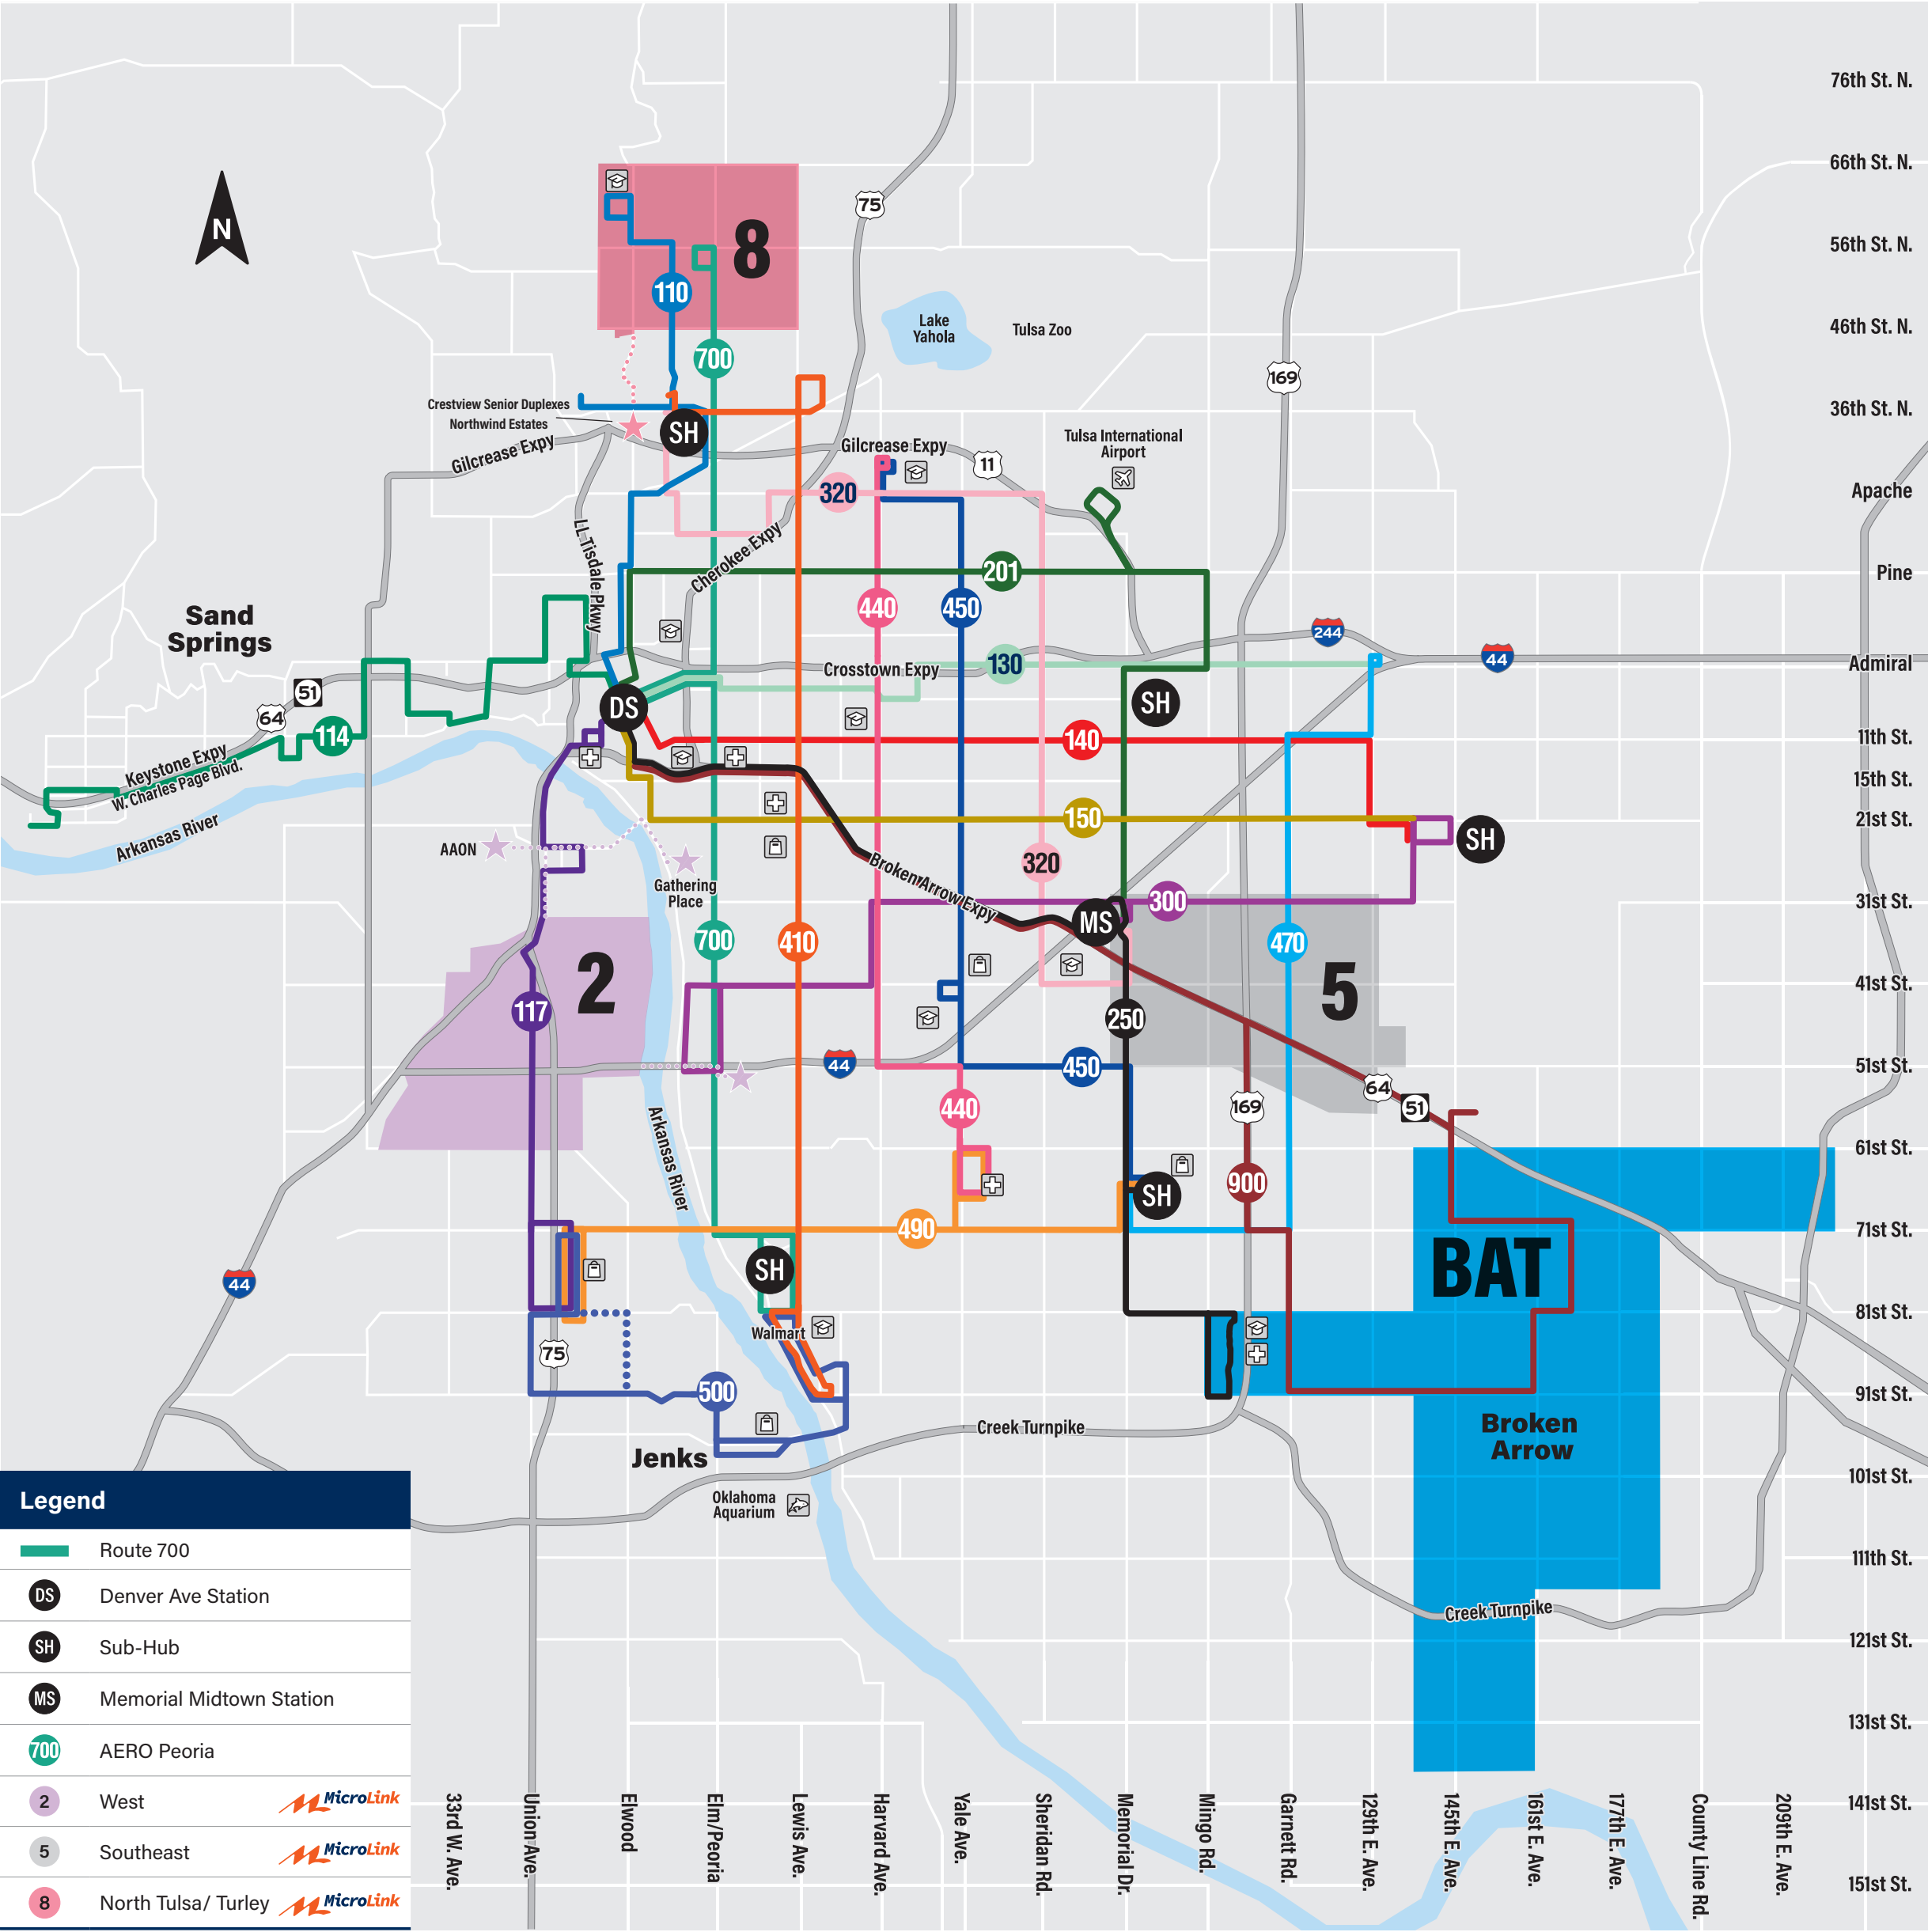 76th St. N.
66th St. N.
75
N
8
56th St. N.
110
Lake
Yahola
Tulsa Zoo
46th St. N.
700
169
Crestview Senior Duplexes
Northwind Estates
36th St. N.
SH
Gilcrease Expy
Gilcrease Expy
11
Tulsa International
Airport
320
Apache
LL Tisdale Pkwy
Cherokee Expy
201
Pine
Sand
Springs
440
450
244
44
Crosstown Expy
130
Admiral
51
64
DS
SH
114
140
11th St.
Keystone Expy
W. Charles Page Blvd.
15th St.
Arkansas River
150
21st St.
SH
AAON
Gathering
Place
Broken Arrow Expy
320
300
31st St.
MS
2
700
410
470
5
41st St.
117
250
44
450
51st St.
64
51
Arkansas River
440
169
61st St.
SH
900
490
71st St.
BAT
SH
44
81st St.
Walmart
75
500
91st St.
Creek Turnpike
Broken
Arrow
Jenks
101st St.
Oklahoma
Aquarium
111th St.
Creek Turnpike
121st St.
131st St.
141st St.
151st St.
Legend
Route 700
DS Denver Ave Station
SH Sub-Hub
MS Memorial Midtown Station
700 AERO Peoria
2 West MicroLink
5 Southeast MicroLink
8 North Tulsa/ Turley MicroLink
33rd W. Ave.
Union Ave.
Elwood
Elm/Peoria
Lewis Ave.
Harvard Ave.
Yale Ave.
Sheridan Rd.
Memorial Dr.
Mingo Rd.
Garnett Rd.
129th E. Ave.
145th E. Ave.
161st E. Ave.
177th E. Ave.
County Line Rd.
209th E. Ave.